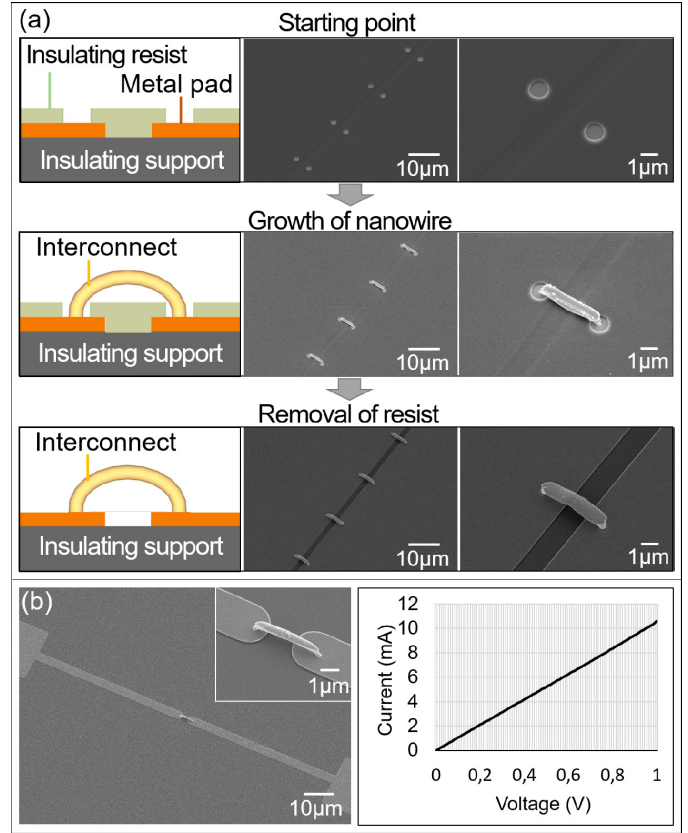 (a)
Starting point
Insulating resist
Metal pad
Insulating support
10µm
1µm
Growth of nanowire
Interconnect
Insulating support
10µm
1µm
Removal of resist
Interconnect
Insulating support
10µm
1µm
(b)
1µm
10µm
12
10
8
6
4
2
0
Current (mA)
0 0,2 0,4 0,6 0,8 1
Voltage (V)